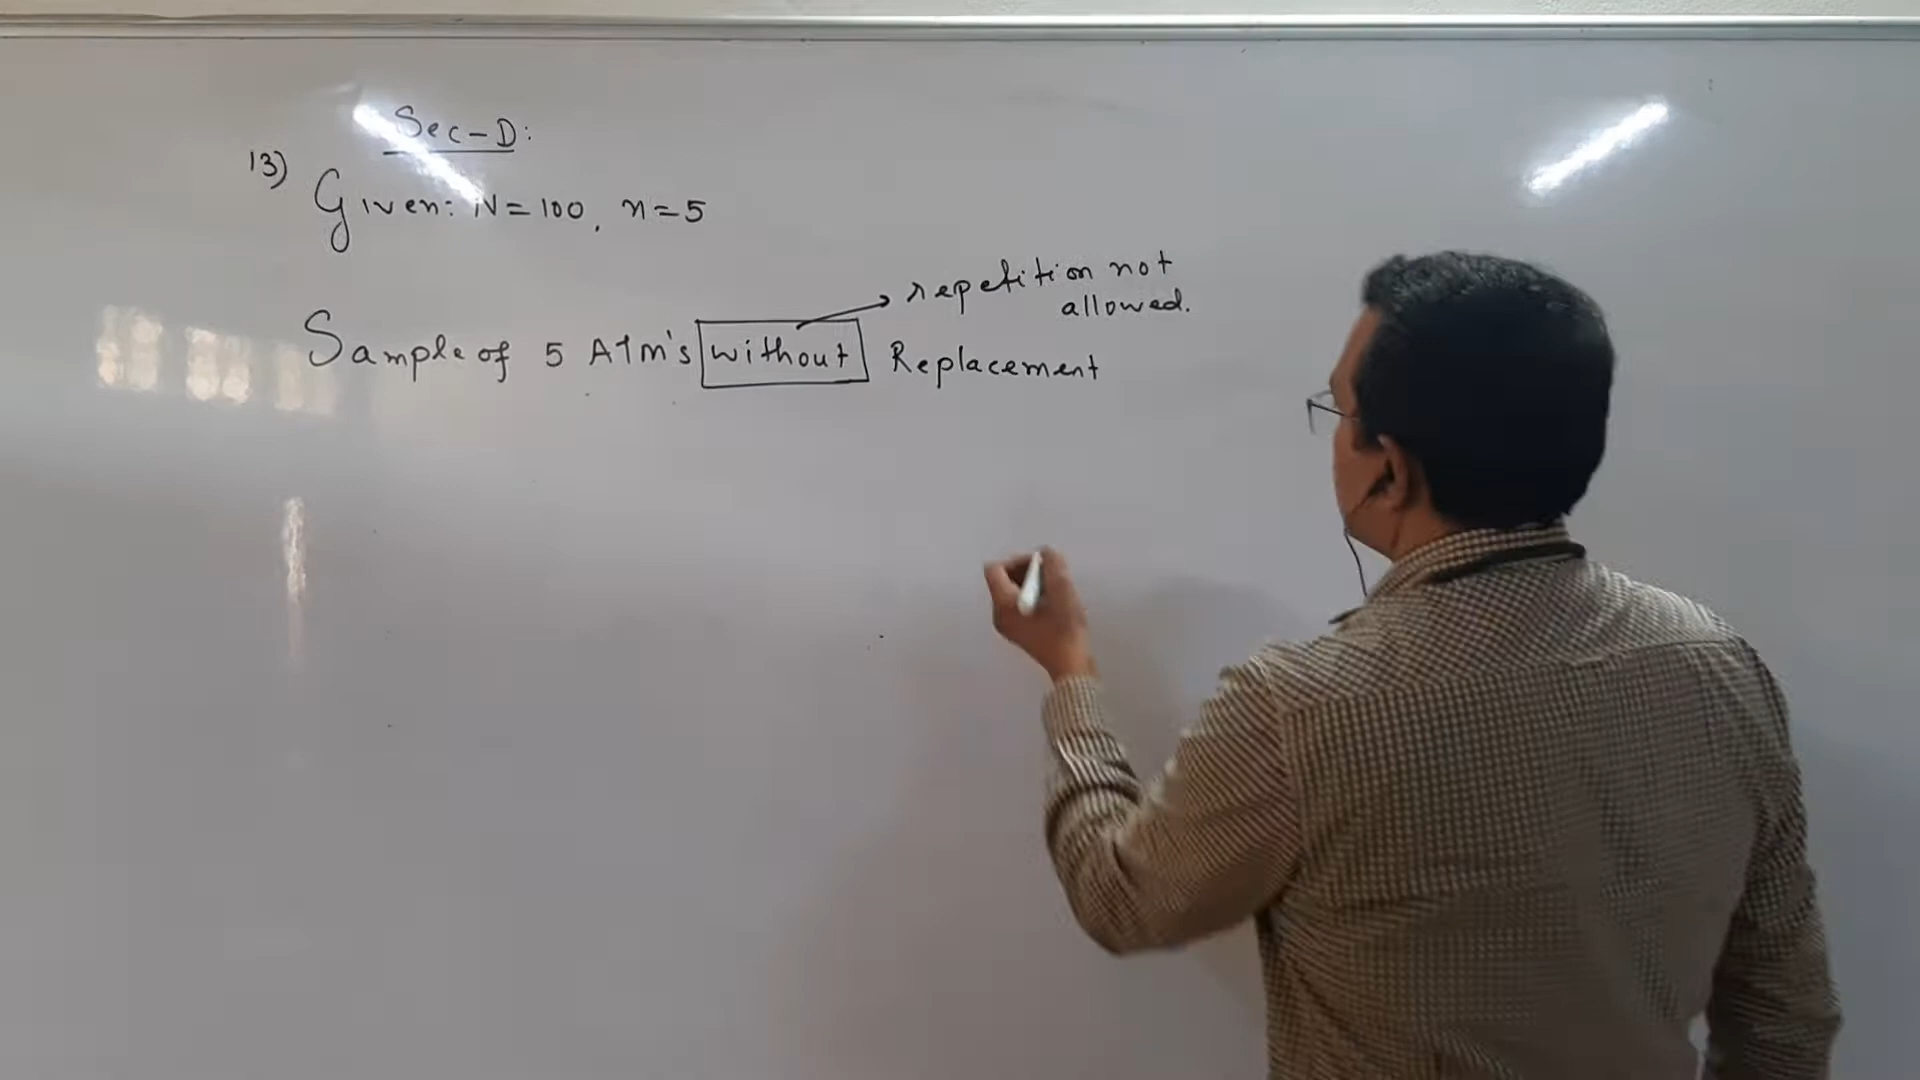 Sec-D:
13)
Given: N=100, n=5
repetition not
allowed.
Sample of 5 ATM's without Replacement